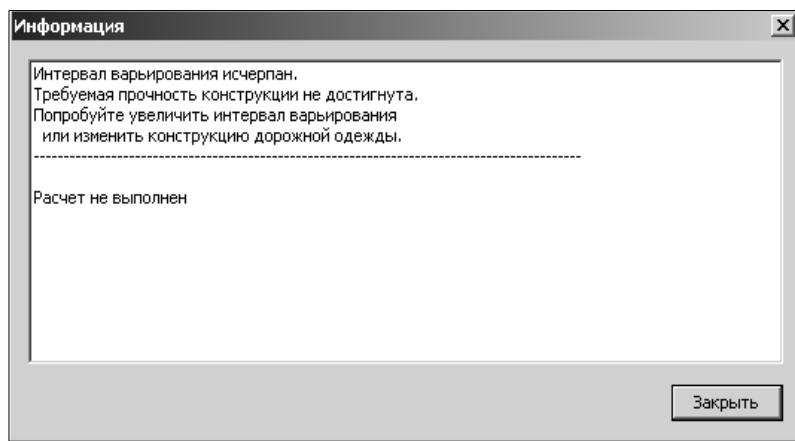 Информация
Интервал варьирования исчерпан.
Требуемая прочность конструкции не достигнута.
Попробуйте увеличить интервал варьирования
или изменить конструкцию дорожной одежды.
--------------------------------------------------------------------------------------------
Расчет не выполнен
Закрыть